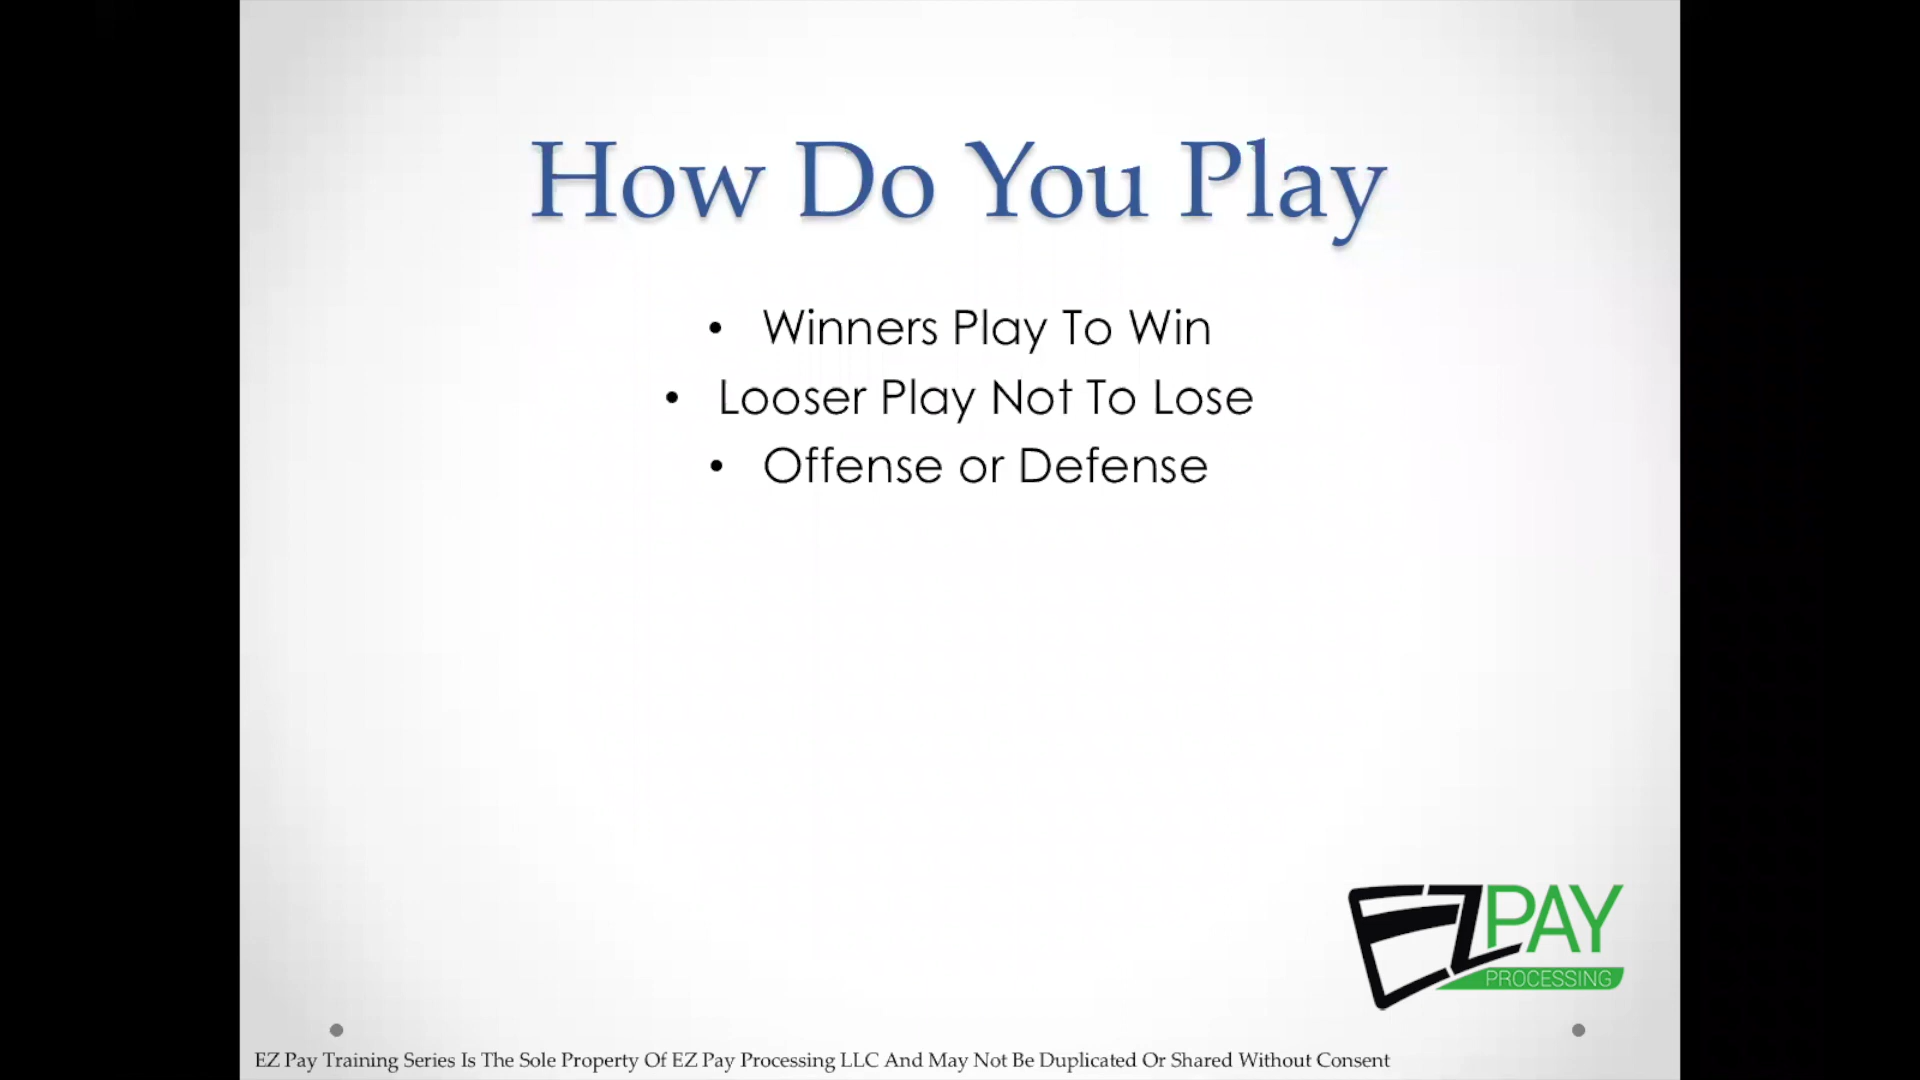 How Do You Play
• Winners Play To Win
• Looser Play Not To Lose
• Offense or Defense
EZPAY
PROCESSING
EZ Pay Training Series Is The Sole Property Of EZ Pay Processing LLC And May Not Be Duplicated Or Shared Without Consent